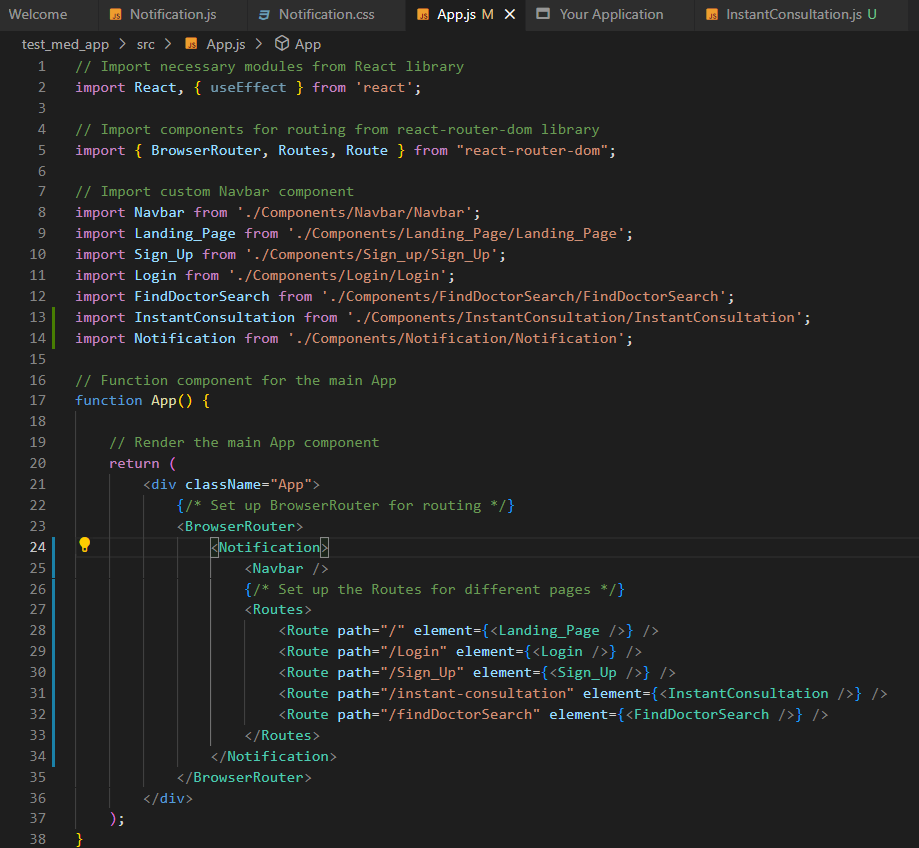 Welcome
JS Notification.js
Notification.css
JS App.js M
Your Application
JS InstantConsultation.js U
test_med_app > src > JS App.js > App
1 // Import necessary modules from React library
2 import React, { useEffect } from 'react';
3
4 // Import components for routing from react-router-dom library
5 import { BrowserRouter, Routes, Route } from "react-router-dom";
6
7 // Import custom Navbar component
8 import Navbar from './Components/Navbar/Navbar';
9 import Landing_Page from './Components/Landing_Page/Landing_Page';
10 import Sign_Up from './Components/Sign_up/Sign_Up';
11 import Login from './Components/Login/Login';
12 import FindDoctorSearch from './Components/FindDoctorSearch/FindDoctorSearch';
13 import InstantConsultation from './Components/InstantConsultation/InstantConsultation';
14 import Notification from './Components/Notification/Notification';
15
16 // Function component for the main App
17 function App() {
18
19 // Render the main App component
20 return (
21 <div className="App">
22 {/* Set up BrowserRouter for routing */}
23 <BrowserRouter>
24 <Notification>
25 <Navbar />
26 {/* Set up the Routes for different pages */}
27 <Routes>
28 <Route path="/" element={<Landing_Page />} />
29 <Route path="/Login" element={<Login />} />
30 <Route path="/Sign_Up" element={<Sign_Up />} />
31 <Route path="/instant-consultation" element={<InstantConsultation />} />
32 <Route path="/findDoctorSearch" element={<FindDoctorSearch />} />
33 </Routes>
34 </Notification>
35 </BrowserRouter>
36 </div>
37 );
38 }